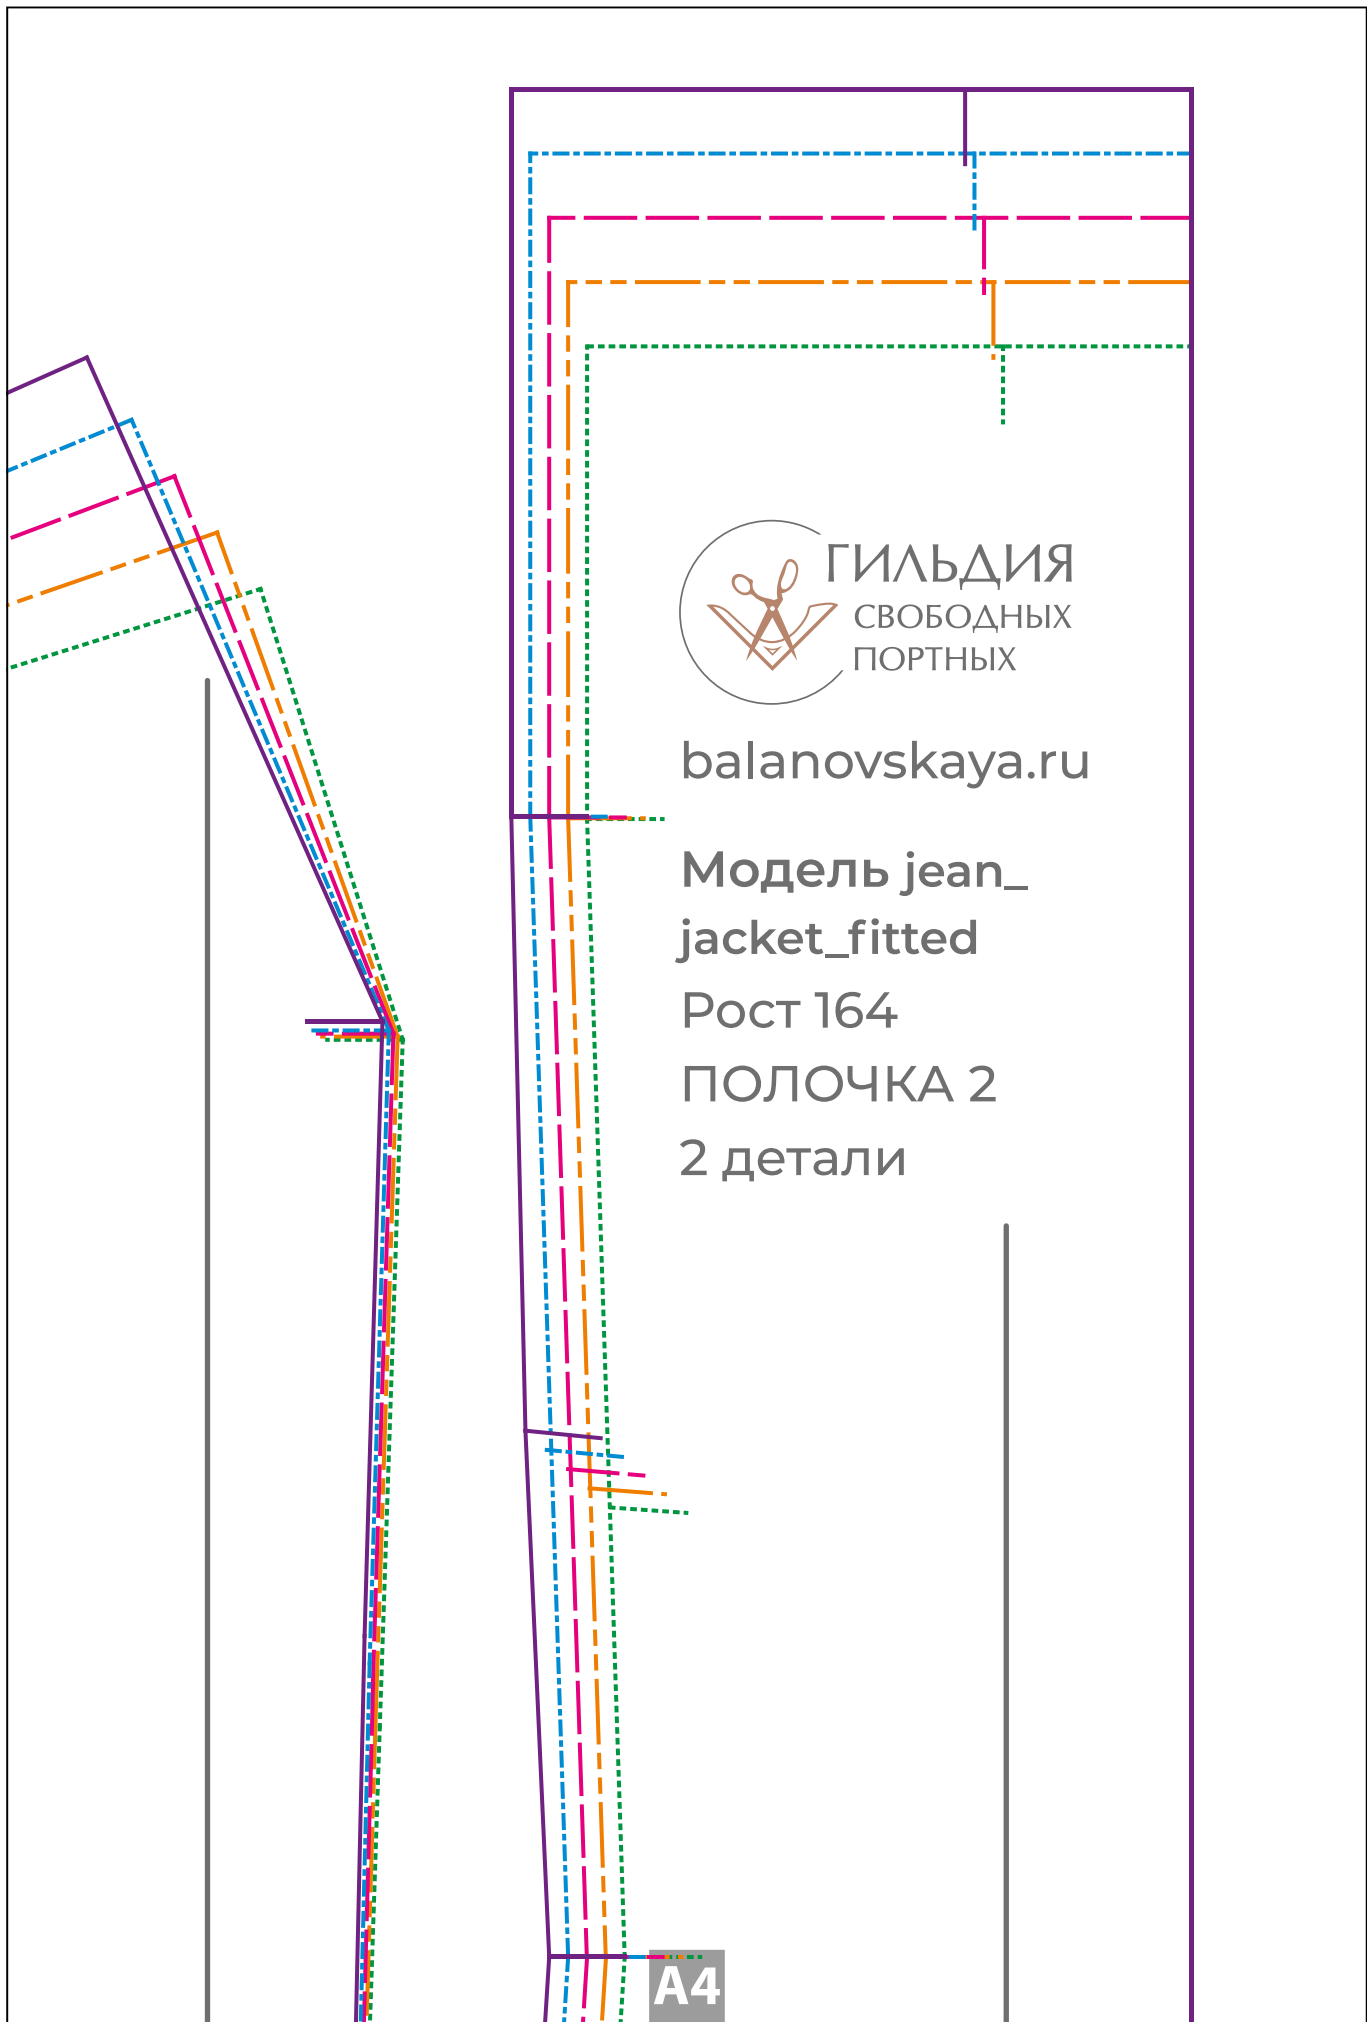 ГИЛЬДИЯ
СВОБОДНЫХ
ПОРТНЫХ
balanovskaya.ru
Модель jean_
jacket_fitted
Рост 164
ПОЛОЧКА 2
2 детали
A4